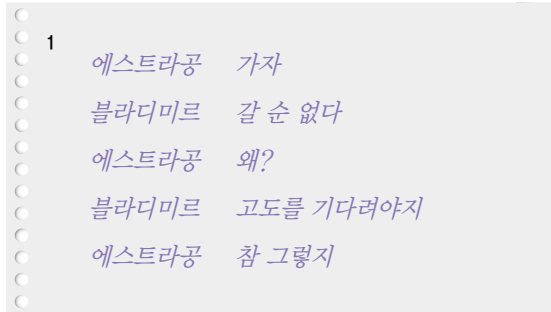 1
에스트라공 가자
블라디미르 갈 순 없다
에스트라공 왜?
블라디미르 고도를 기다려야지
에스트라공 참 그렇지